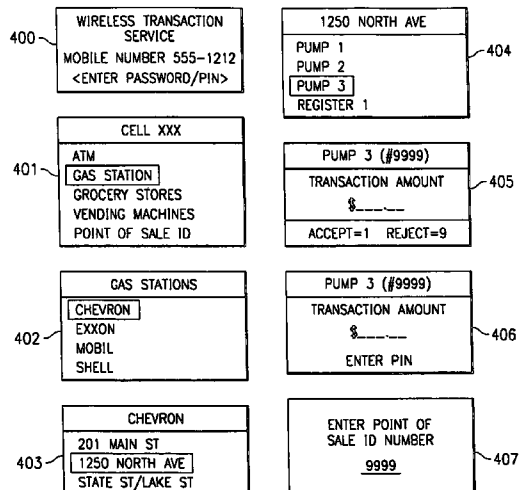 400
WIRELESS TRANSACTION
SERVICE
MOBILE NUMBER 555-1212
<ENTER PASSWORD/PIN>
401
CELL XXX
ATM
GAS STATION
GROCERY STORES
VENDING MACHINES
POINT OF SALE ID
402
GAS STATIONS
CHEVRON
EXXON
MOBIL
SHELL
403
CHEVRON
201 MAIN ST
1250 NORTH AVE
STATE ST/LAKE ST
1250 NORTH AVE
PUMP 1
PUMP 2
PUMP 3
REGISTER 1
404
PUMP 3 (#9999)
TRANSACTION AMOUNT
$___.__
ACCEPT=1 REJECT=9
405
PUMP 3 (#9999)
TRANSACTION AMOUNT
$___.__
ENTER PIN
406
ENTER POINT OF
SALE ID NUMBER
9999
407